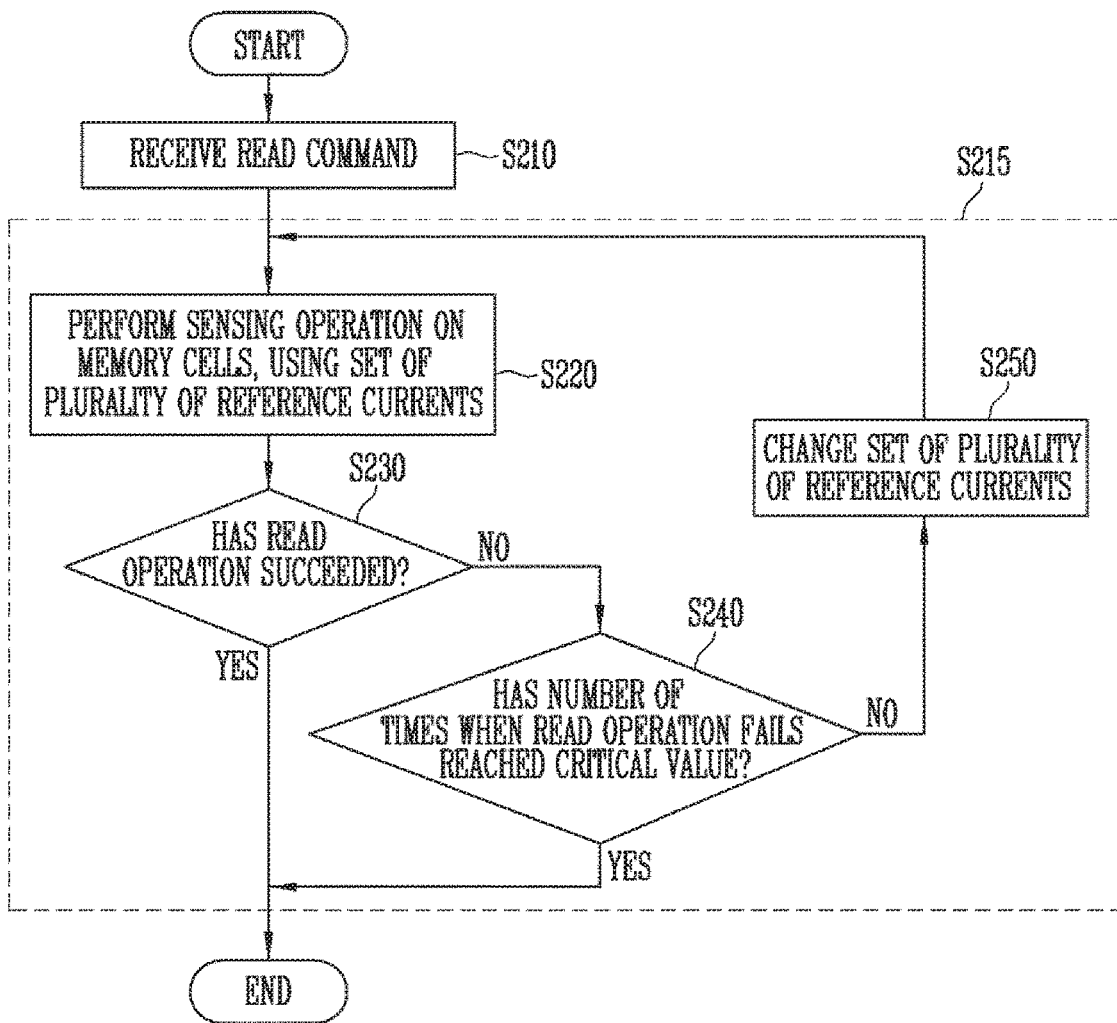 START
RECEIVE READ COMMAND
S210
S215
PERFORM SENSING OPERATION ON
MEMORY CELLS, USING SET OF
PLURALITY OF REFERENCE CURRENTS
S220
S250
CHANGE SET OF PLURALITY
OF REFERENCE CURRENTS
S230
HAS READ
OPERATION SUCCEEDED?
NO
YES
S240
HAS NUMBER OF
TIMES WHEN READ OPERATION FAILS
REACHED CRITICAL VALUE?
NO
YES
END